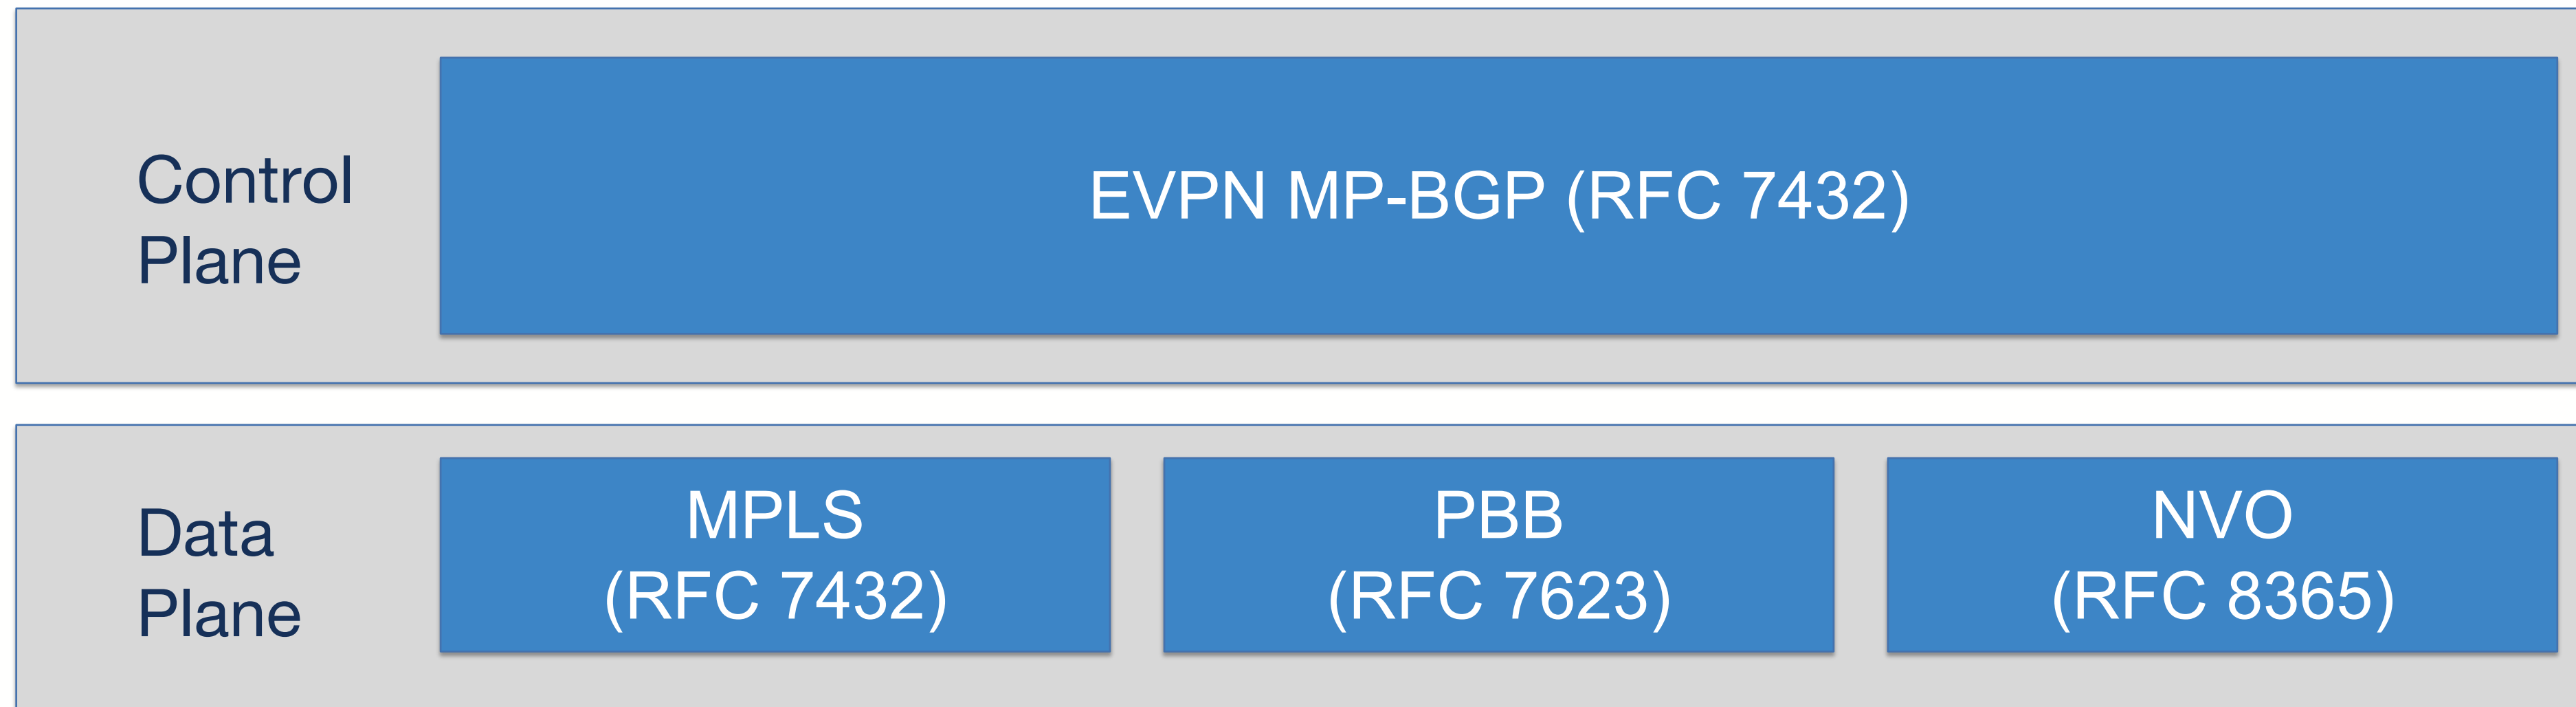 Control
Plane
EVPN MP-BGP (RFC 7432)
Data
Plane
MPLS
(RFC 7432)
PBB
(RFC 7623)
NVO
(RFC 8365)